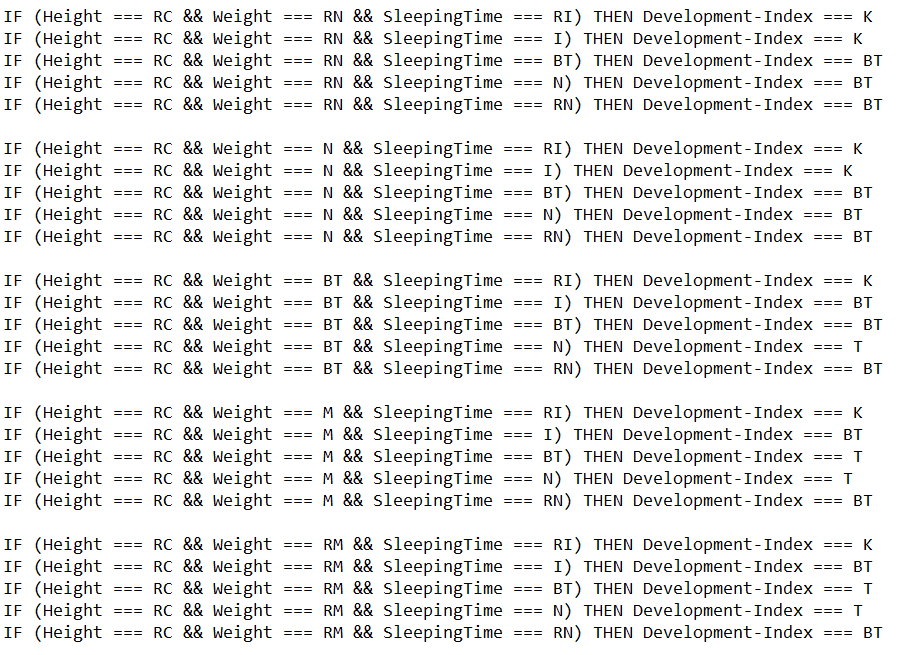 IF (Height === RC && Weight === RN && SleepingTime === RI) THEN Development-Index === K
IF (Height === RC && Weight === RN && SleepingTime === I) THEN Development-Index === K
IF (Height === RC && Weight === RN && SleepingTime === BT) THEN Development-Index === BT
IF (Height === RC && Weight === RN && SleepingTime === N) THEN Development-Index === BT
IF (Height === RC && Weight === RN && SleepingTime === RN) THEN Development-Index === BT

IF (Height === RC && Weight === N && SleepingTime === RI) THEN Development-Index === K
IF (Height === RC && Weight === N && SleepingTime === I) THEN Development-Index === K
IF (Height === RC && Weight === N && SleepingTime === BT) THEN Development-Index === BT
IF (Height === RC && Weight === N && SleepingTime === N) THEN Development-Index === BT
IF (Height === RC && Weight === N && SleepingTime === RN) THEN Development-Index === BT

IF (Height === RC && Weight === BT && SleepingTime === RI) THEN Development-Index === K
IF (Height === RC && Weight === BT && SleepingTime === I) THEN Development-Index === BT
IF (Height === RC && Weight === BT && SleepingTime === BT) THEN Development-Index === BT
IF (Height === RC && Weight === BT && SleepingTime === N) THEN Development-Index === T
IF (Height === RC && Weight === BT && SleepingTime === RN) THEN Development-Index === BT

IF (Height === RC && Weight === M && SleepingTime === RI) THEN Development-Index === K
IF (Height === RC && Weight === M && SleepingTime === I) THEN Development-Index === BT
IF (Height === RC && Weight === M && SleepingTime === BT) THEN Development-Index === T
IF (Height === RC && Weight === M && SleepingTime === N) THEN Development-Index === T
IF (Height === RC && Weight === M && SleepingTime === RN) THEN Development-Index === BT

IF (Height === RC && Weight === RM && SleepingTime === RI) THEN Development-Index === K
IF (Height === RC && Weight === RM && SleepingTime === I) THEN Development-Index === BT
IF (Height === RC && Weight === RM && SleepingTime === BT) THEN Development-Index === T
IF (Height === RC && Weight === RM && SleepingTime === N) THEN Development-Index === T
IF (Height === RC && Weight === RM && SleepingTime === RN) THEN Development-Index === BT